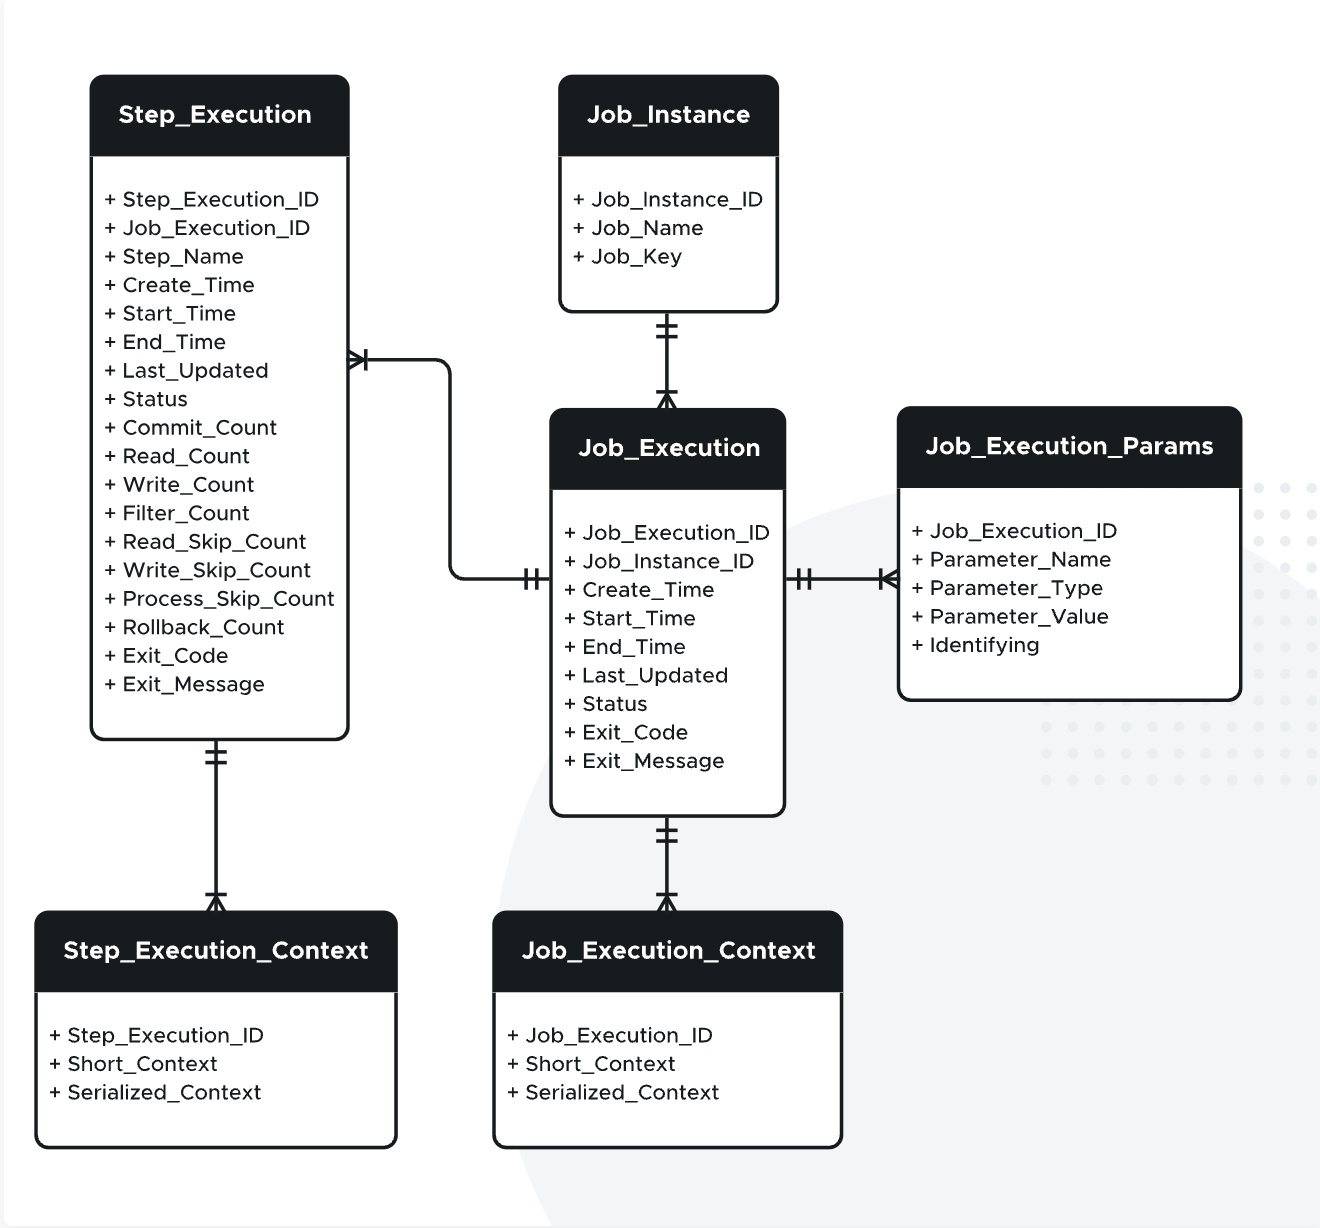 Step_Execution
+ Step_Execution_ID
+ Job_Execution_ID
+ Step_Name
+ Create_Time
+ Start_Time
+ End_Time
+ Last_Updated
+ Status
+ Commit_Count
+ Read_Count
+ Write_Count
+ Filter_Count
+ Read_Skip_Count
+ Write_Skip_Count
+ Process_Skip_Count
+ Rollback_Count
+ Exit_Code
+ Exit_Message
Job_Instance
+ Job_Instance_ID
+ Job_Name
+ Job_Key
Job_Execution
+ Job_Execution_ID
+ Job_Instance_ID
+ Create_Time
+ Start_Time
+ End_Time
+ Last_Updated
+ Status
+ Exit_Code
+ Exit_Message
Job_Execution_Params
+ Job_Execution_ID
+ Parameter_Name
+ Parameter_Type
+ Parameter_Value
+ Identifying
Step_Execution_Context
+ Step_Execution_ID
+ Short_Context
+ Serialized_Context
Job_Execution_Context
+ Job_Execution_ID
+ Short_Context
+ Serialized_Context